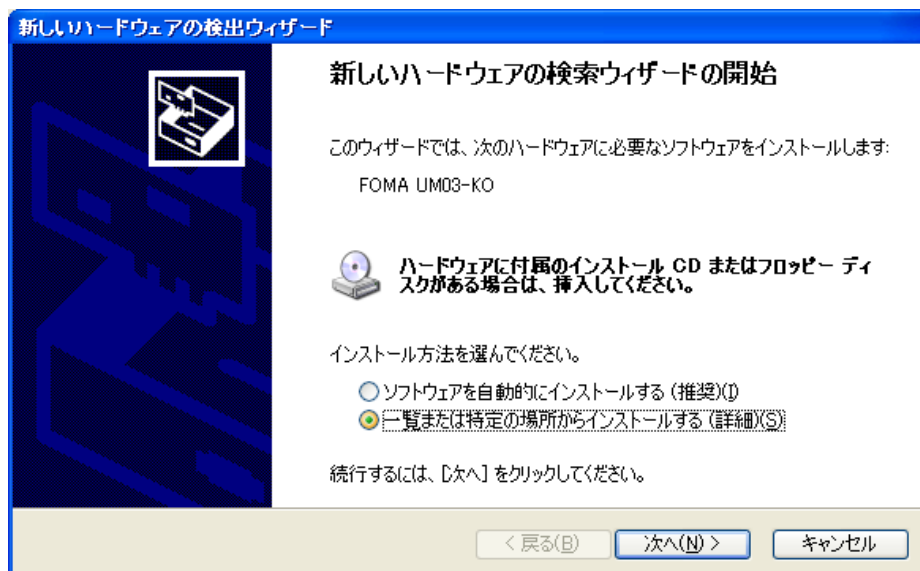 新しいハードウェアの検出ウィザード
新しいハードウェアの検索ウィザードの開始
このウィザードでは、次のハードウェアに必要なソフトウェアをインストールします:
FOMA UM03-KO
ハードウェアに付属のインストール CD またはフロッピー ディ
スクがある場合は、挿入してください。
インストール方法を選んでください。
ソフトウェアを自動的にインストールする (推奨)(I)
一覧または特定の場所からインストールする (詳細)(S)
続行するには、[次へ] をクリックしてください。
< 戻る(B)
次へ(N) >
キャンセル